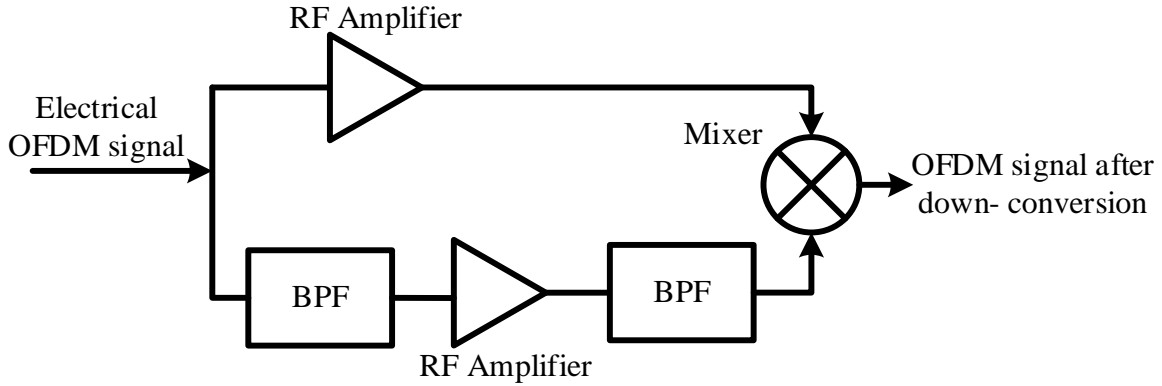 RF Amplifier
Electrical
OFDM signal
Mixer
OFDM signal after
down- conversion
BPF
BPF
RF Amplifier